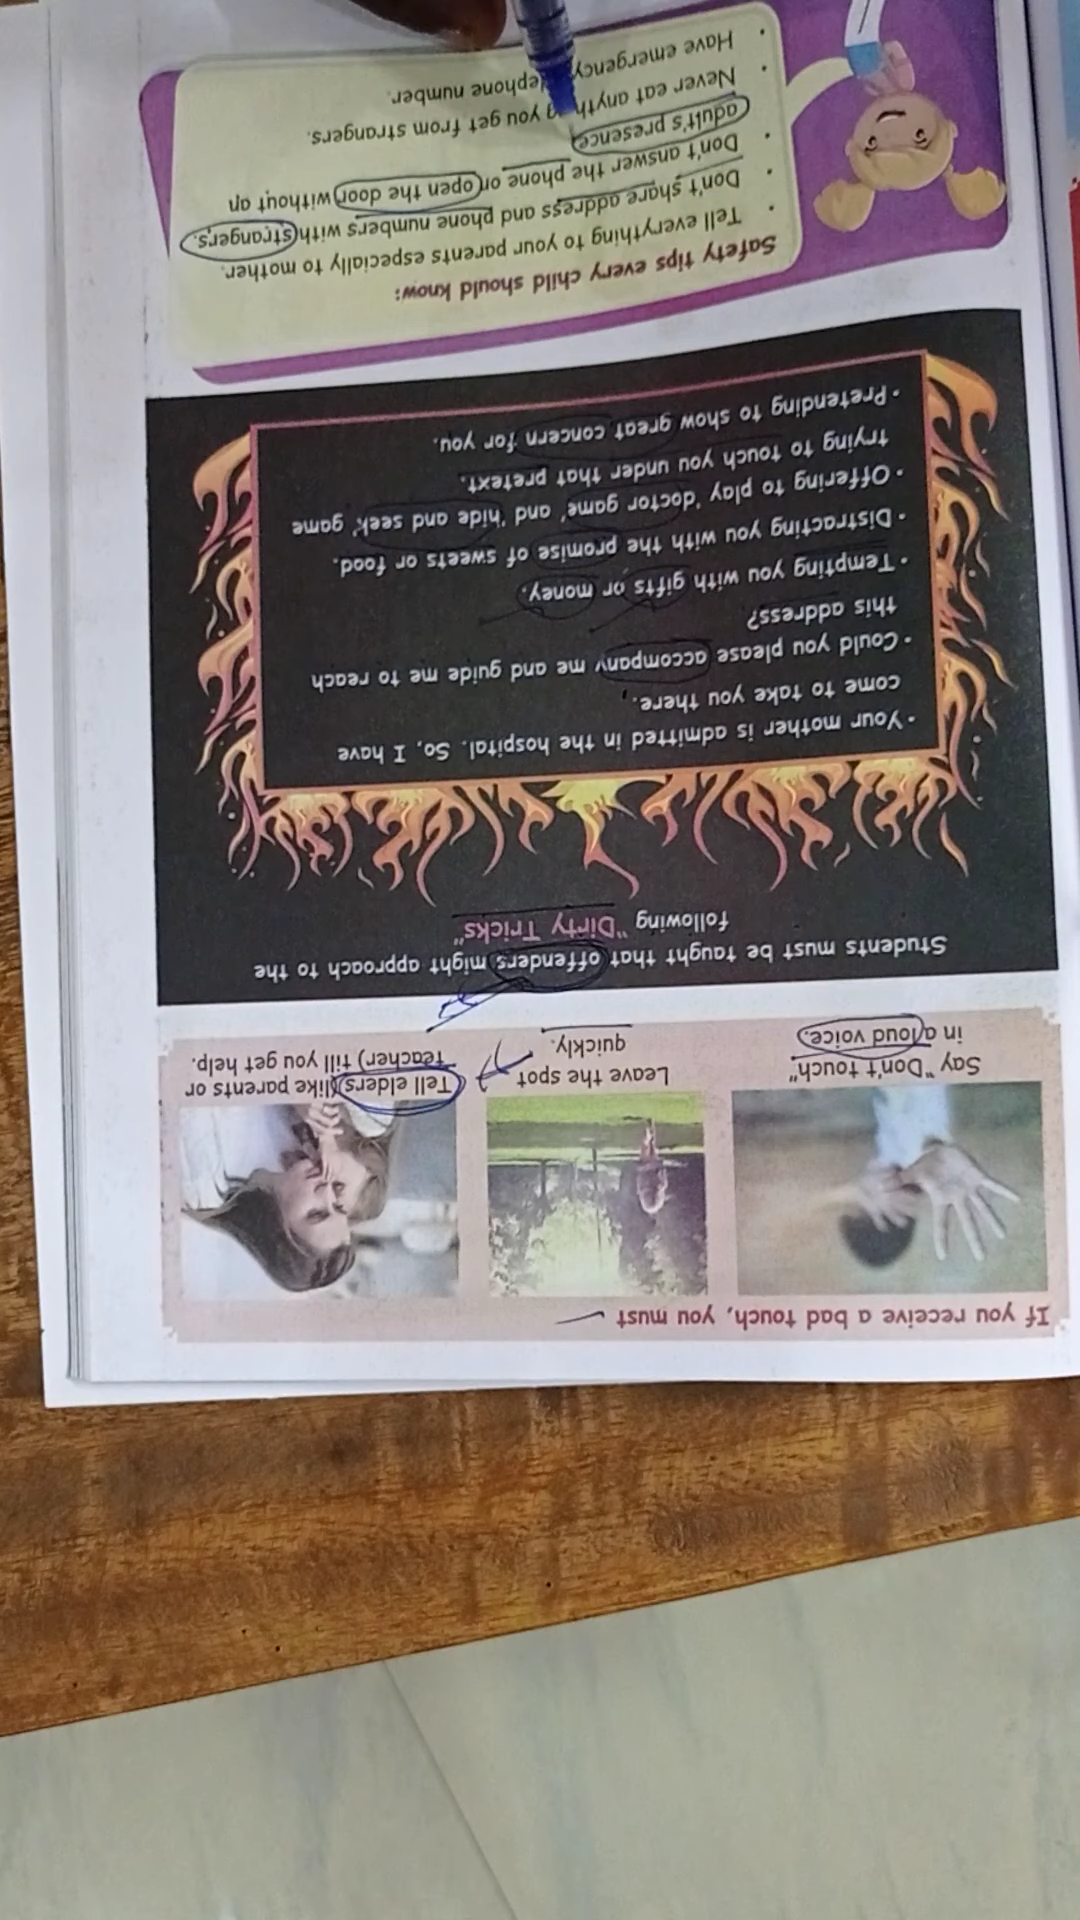 If you receive a bad touch, you must
Say "Don't touch"
in a loud voice.
Leave the spot
quickly.
Tell elders (like parents or
teacher) till you get help.
Students must be taught that offenders might approach to the
following "Dirty Tricks"
• Your mother is admitted in the hospital. So, I have
come to take you there.
• Could you please accompany me and guide me to reach
this address?
• Tempting you with gifts or money.
• Distracting you with the promise of sweets or food.
• Offering to play 'doctor game' and 'hide and seek' game
trying to touch you under that pretext.
• Pretending to show great concern for you.
Safety tips every child should know:
• Tell everything to your parents especially to mother.
• Don't share address and phone numbers with strangers.
• Don't answer the phone or open the door without an
adult's presence
• Never eat anything you get from strangers.
• Have emergency telephone number.